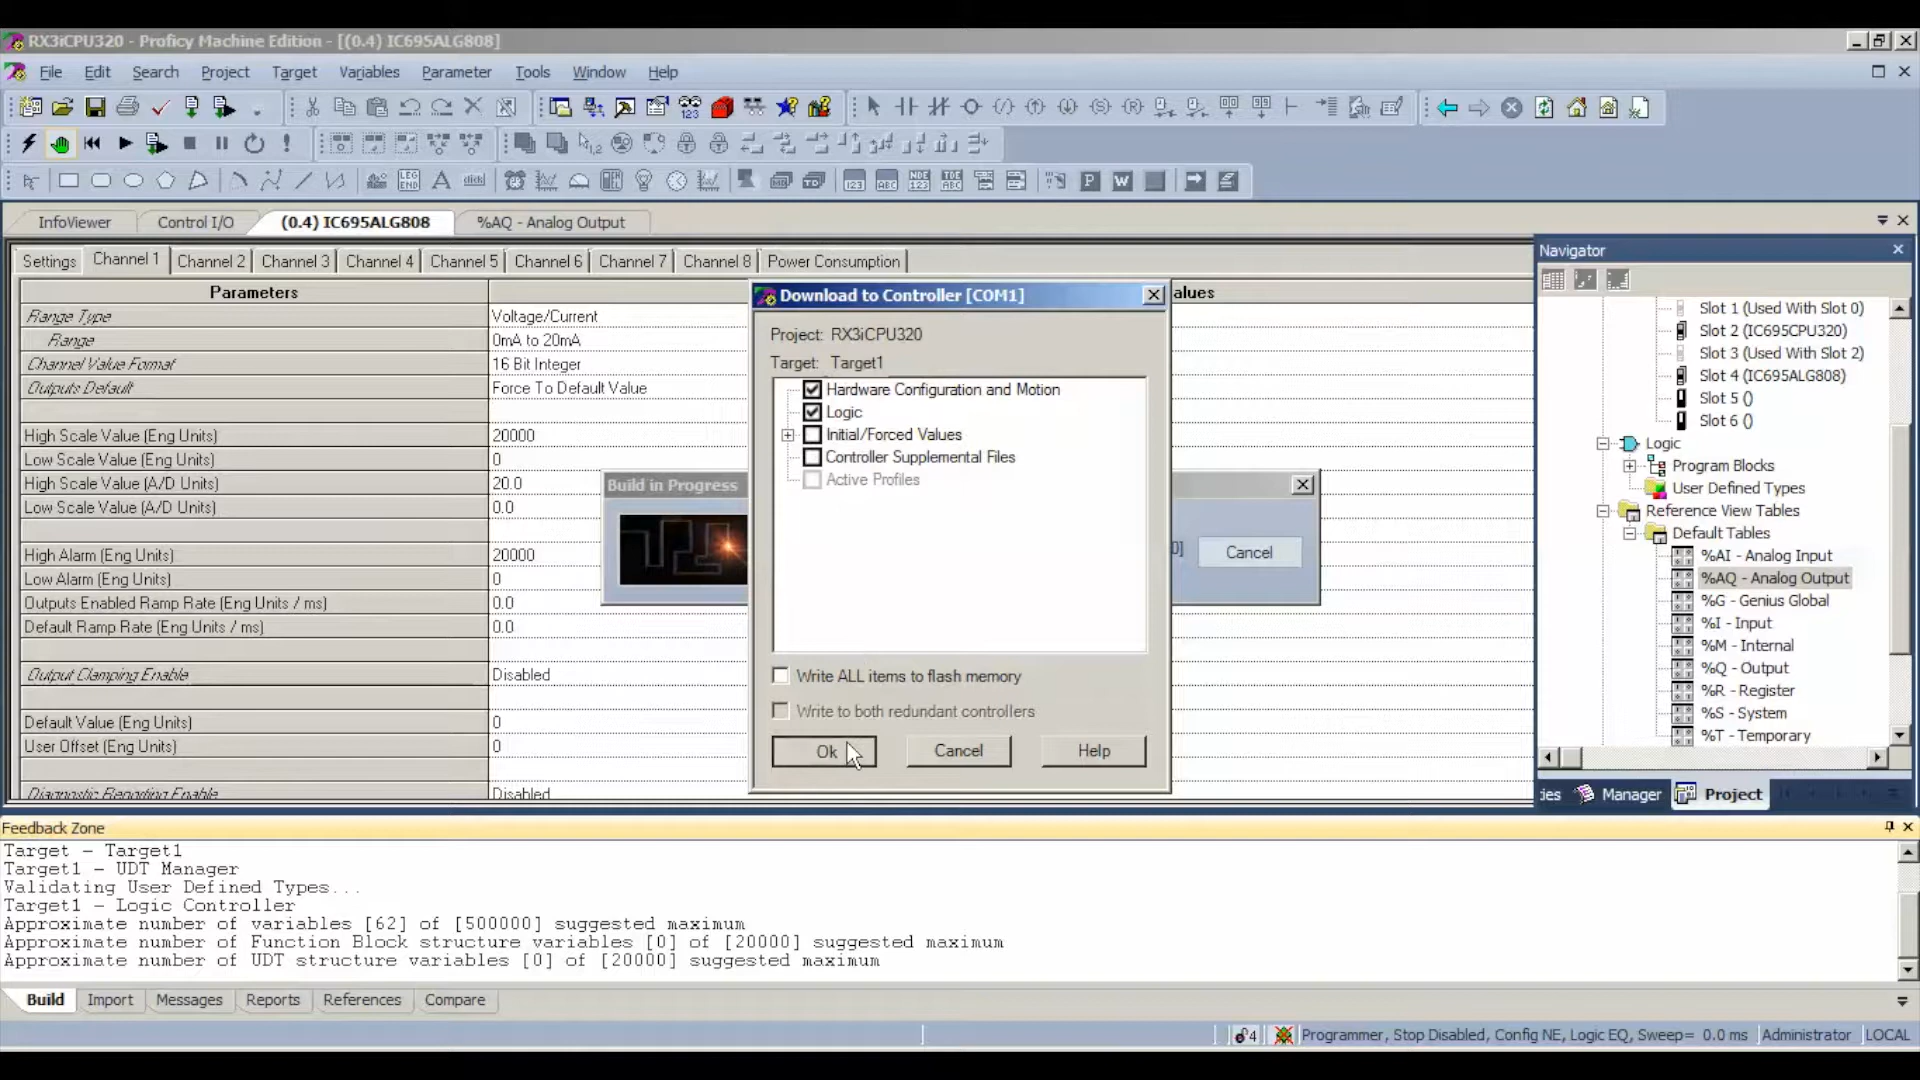 RX3iCPU320 - Proficy Machine Edition - [(0.4) IC695ALG808]
File Edit Search Project Target Variables Parameter Tools Window Help
InfoViewer Control I/O (0.4) IC695ALG808 %AQ - Analog Output
Settings Channel 1 Channel 2 Channel 3 Channel 4 Channel 5 Channel 6 Channel 7 Channel 8 Power Consumption
Parameters alues
Range Type Voltage/Current
Range 0mA to 20mA
Channel Value Format 16 Bit Integer
Outputs Default Force To Default Value
High Scale Value (Eng Units) 20000
Low Scale Value (Eng Units) 0
High Scale Value (A/D Units) 20.0
Low Scale Value (A/D Units) 0.0
High Alarm (Eng Units) 20000
Low Alarm (Eng Units) 0
Outputs Enabled Ramp Rate (Eng Units / ms) 0.0
Default Ramp Rate (Eng Units / ms) 0.0
Output Clamping Enable Disabled
Default Value (Eng Units) 0
User Offset (Eng Units) 0
Diagnostic Reporting Enable Disabled
Build in Progress
0]
Cancel
Download to Controller [COM1]
Project: RX3iCPU320
Target: Target1
Hardware Configuration and Motion
Logic
Initial/Forced Values
Controller Supplemental Files
Active Profiles
Write ALL items to flash memory
Write to both redundant controllers
Ok Cancel Help
Navigator
Slot 1 (Used With Slot 0)
Slot 2 (IC695CPU320)
Slot 3 (Used With Slot 2)
Slot 4 (IC695ALG808)
Slot 5 ()
Slot 6 ()
Logic
Program Blocks
User Defined Types
Reference View Tables
Default Tables
%AI - Analog Input
%AQ - Analog Output
%G - Genius Global
%I - Input
%M - Internal
%Q - Output
%R - Register
%S - System
%T - Temporary
ties Manager Project
Feedback Zone
Target - Target1
Target1 - UDT Manager
Validating User Defined Types...
Target1 - Logic Controller
Approximate number of variables [62] of [500000] suggested maximum
Approximate number of Function Block structure variables [0] of [20000] suggested maximum
Approximate number of UDT structure variables [0] of [20000] suggested maximum
Build Import Messages Reports References Compare
4 Programmer, Stop Disabled, Config NE, Logic EQ, Sweep= 0.0 ms Administrator LOCAL